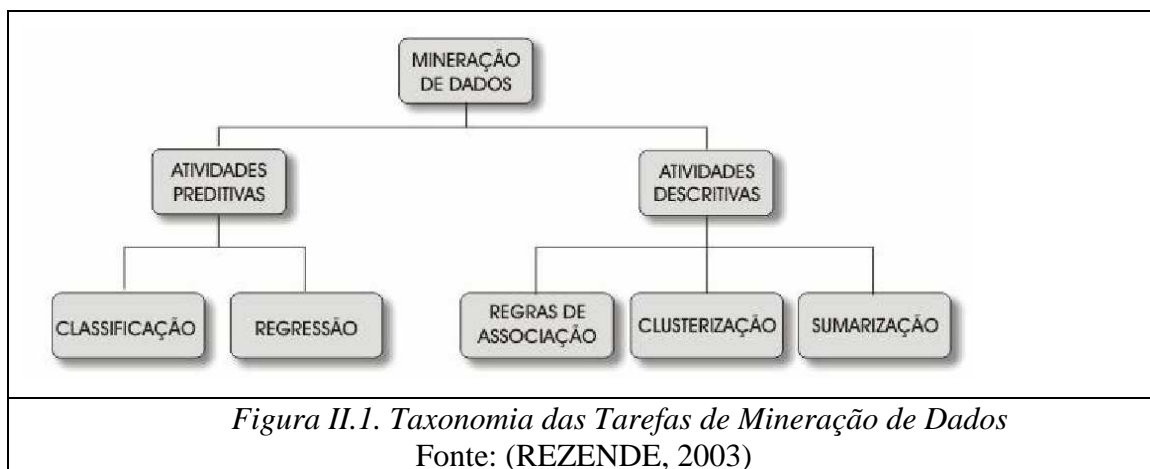 MINERAÇÃO
DE DADOS
ATIVIDADES
PREDITIVAS
ATIVIDADES
DESCRITIVAS
CLASSIFICAÇÃO
REGRESSÃO
REGRAS DE
ASSOCIAÇÃO
CLUSTERIZAÇÃO
SUMARIZAÇÃO
Figura II.1. Taxonomia das Tarefas de Mineração de Dados
Fonte: (REZENDE, 2003)